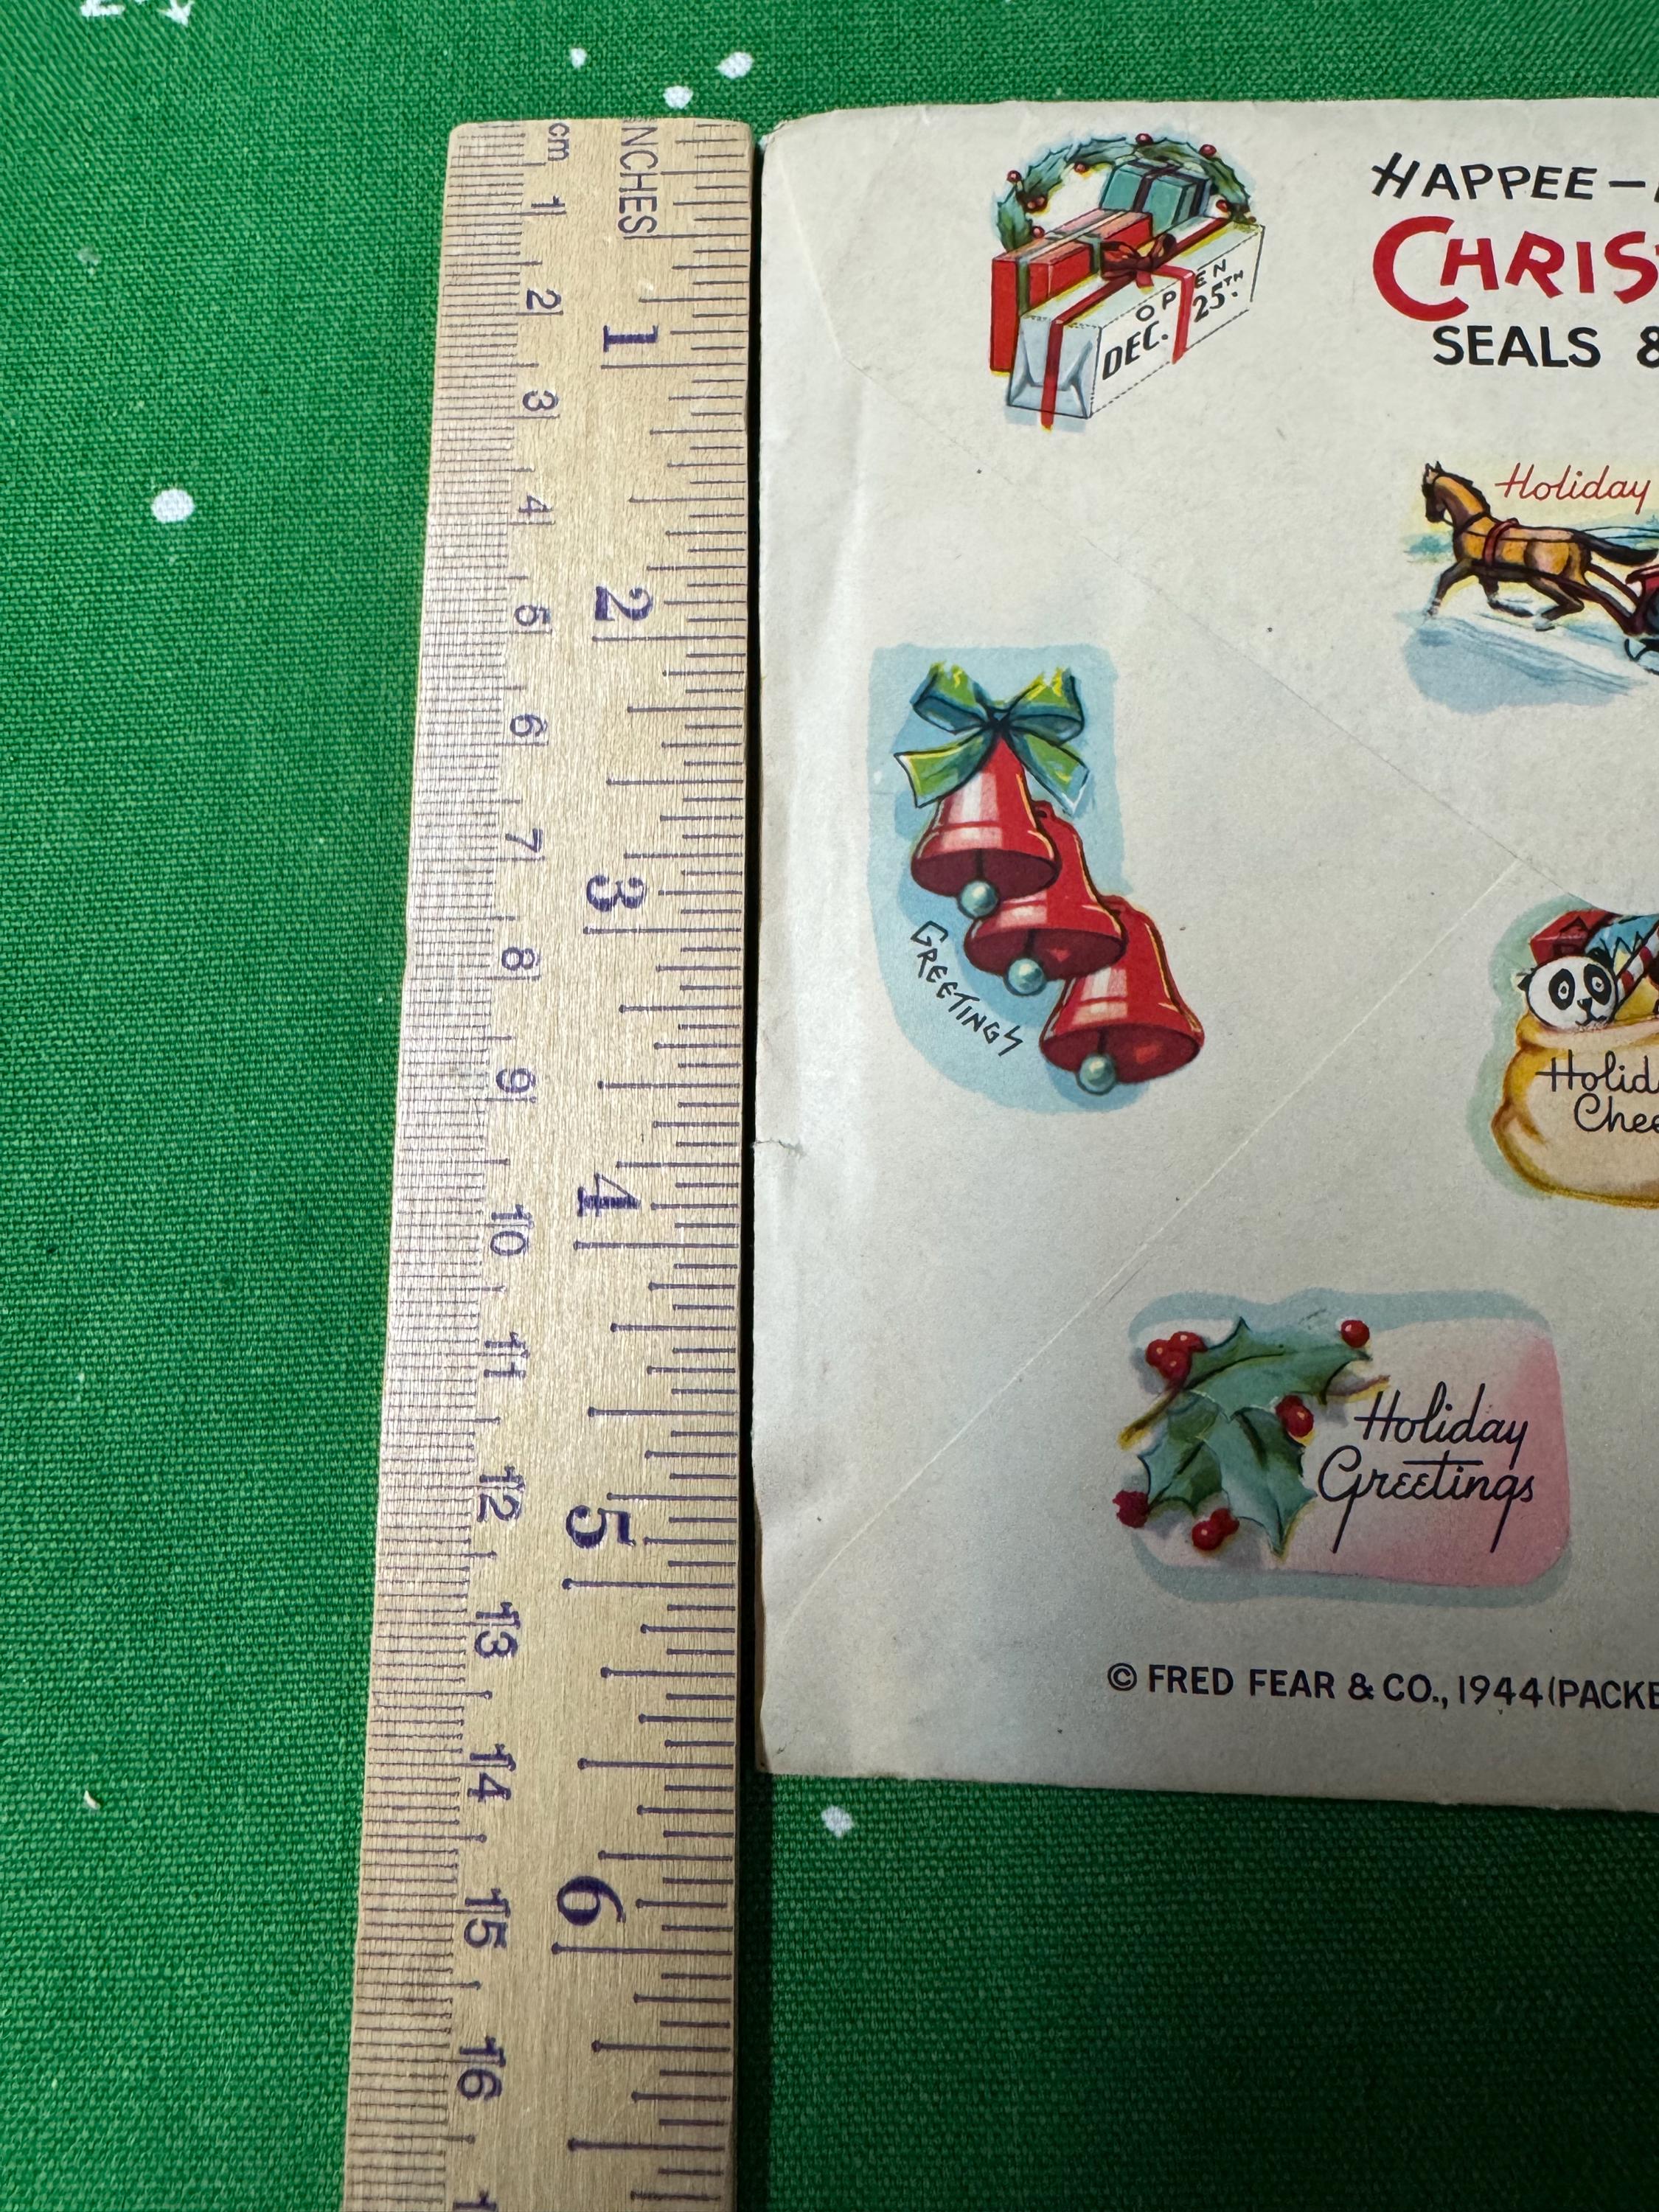 cm
INCHES
1
2
3
4
5
6
7
8
9
10
11
12
13
14
15
16
1
2
3
4
5
6
OPEN
DEC. 25TH
HAPPEE-
CHRIS
SEALS &
Holiday
GREETINGS
Holid
Chee
Holiday
Greetings
© FRED FEAR & CO., 1944 (PACKE